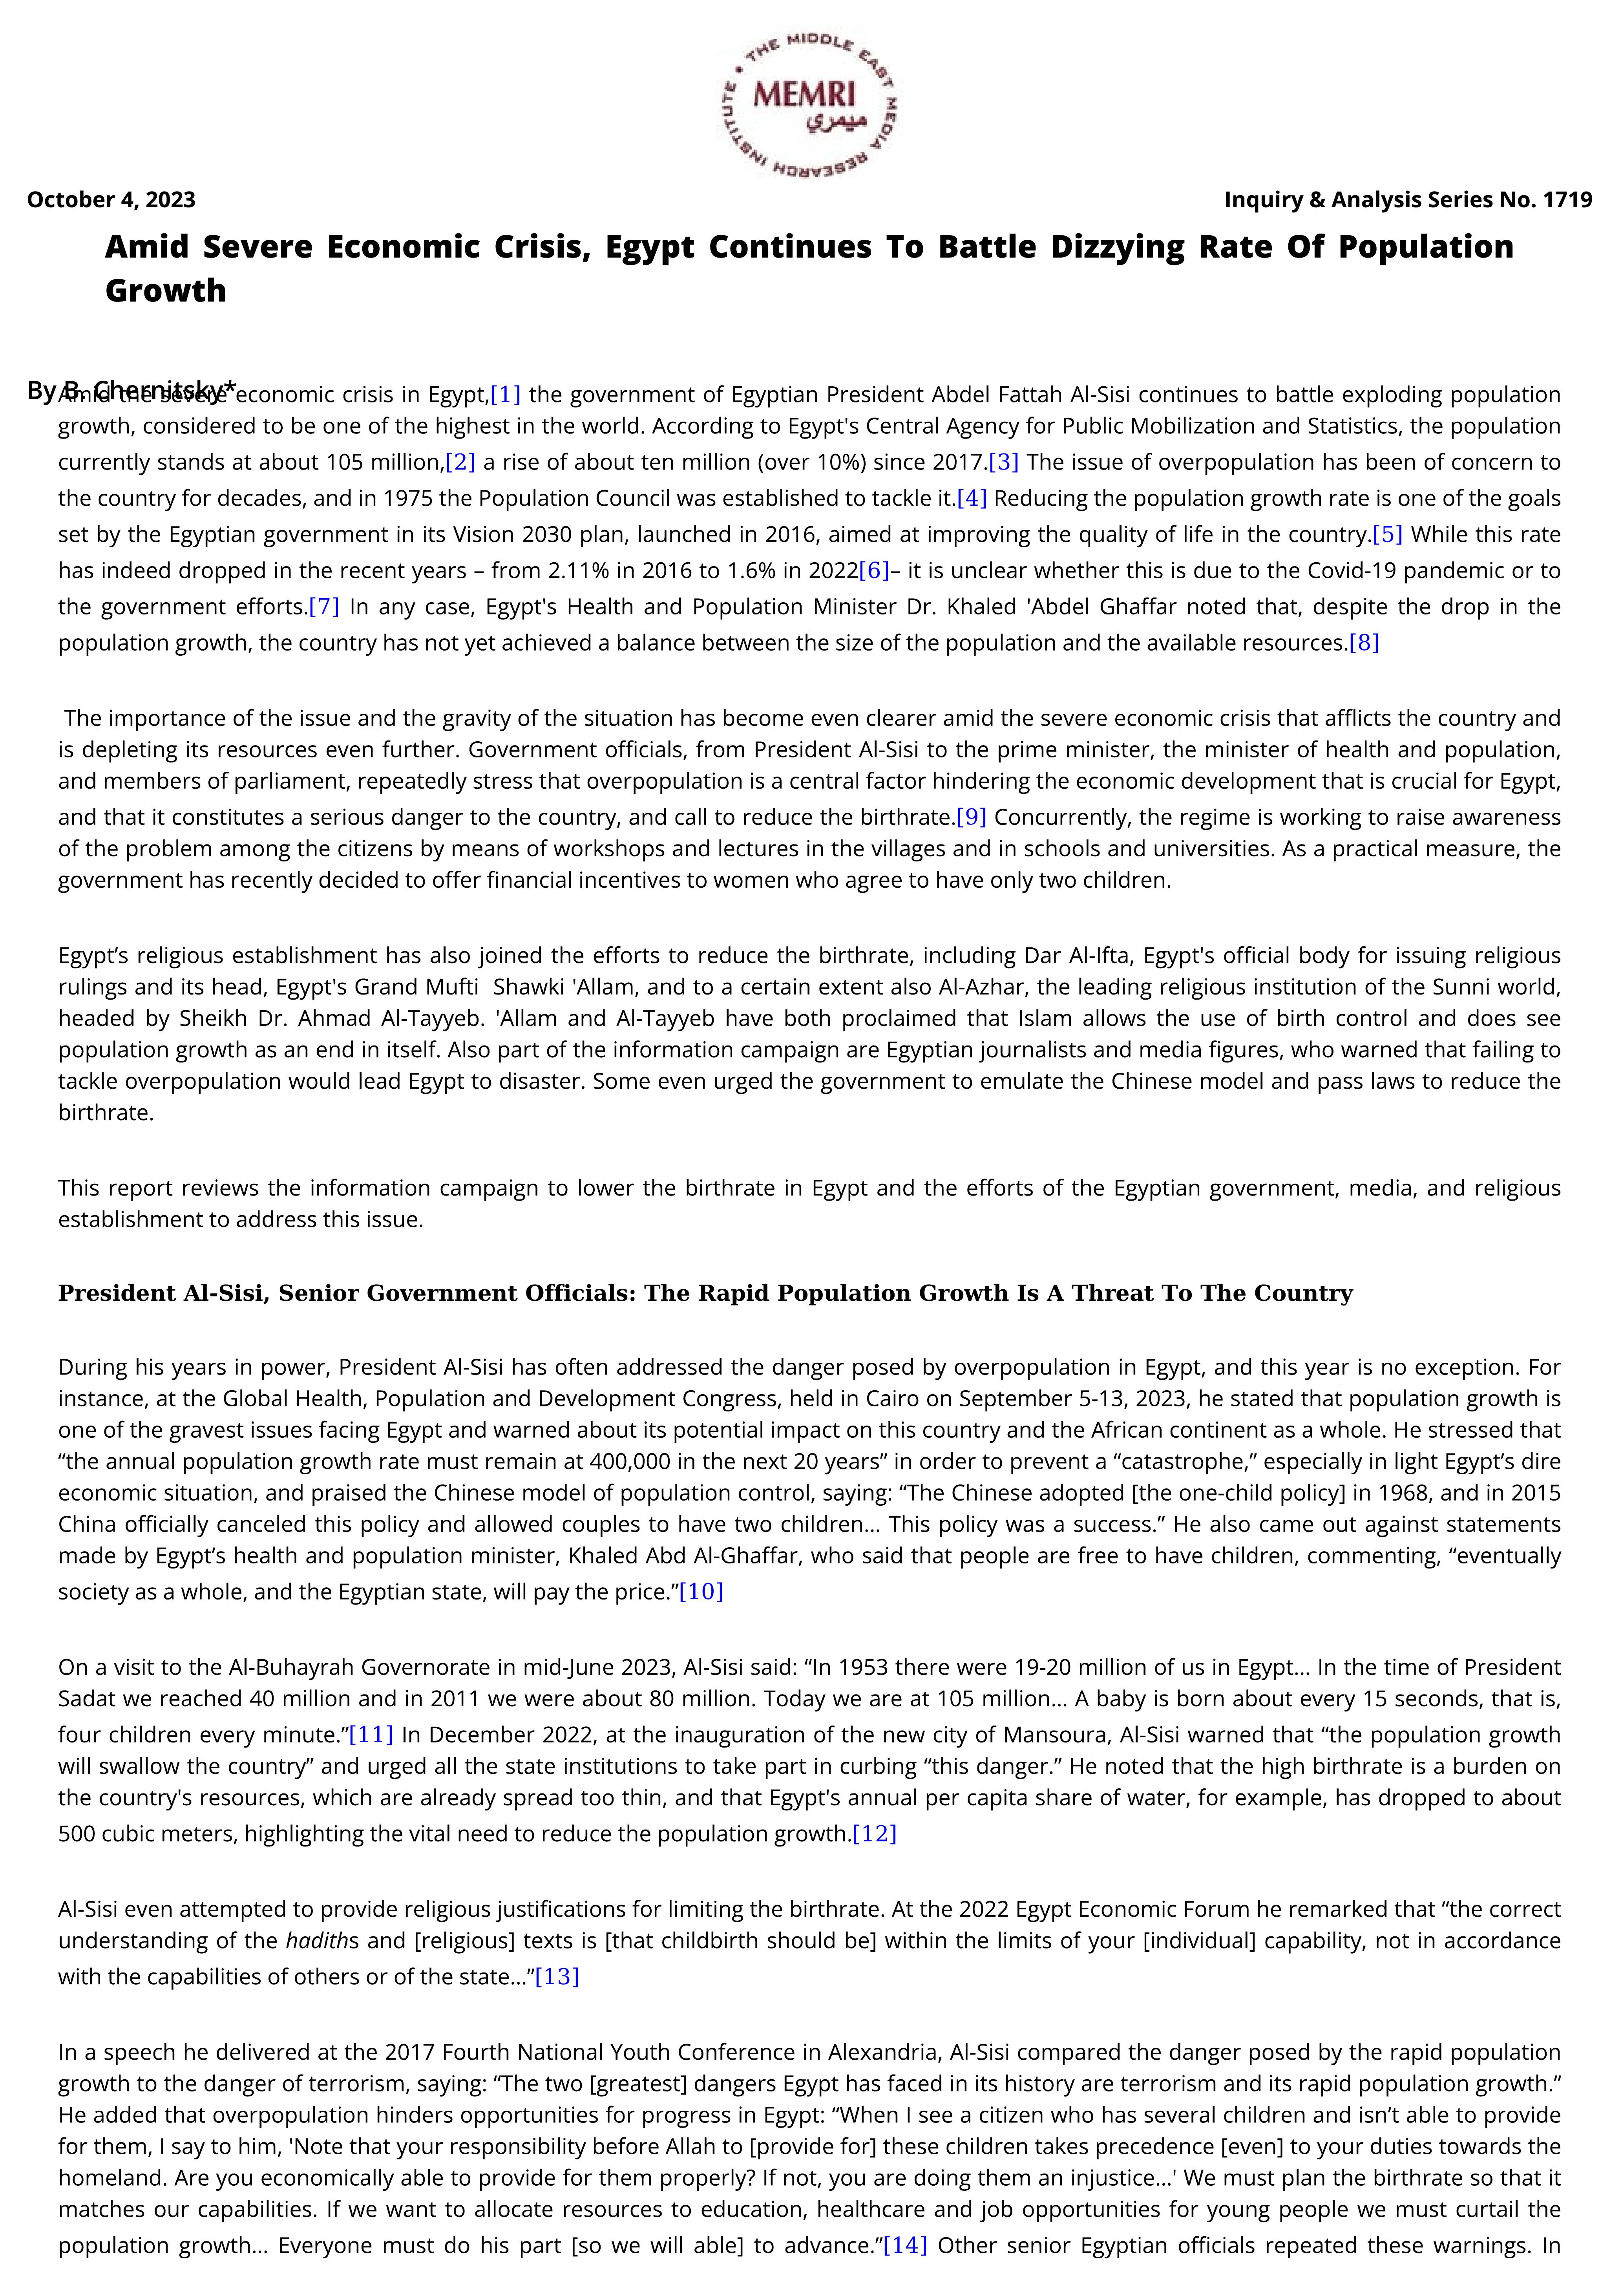 THE MIDDLE EAST MEDIA RESEARCH INSTITUTE •
MEMRI
ميمري
October 4, 2023
Inquiry & Analysis Series No. 1719
Amid Severe Economic Crisis, Egypt Continues To Battle Dizzying Rate Of Population
Growth
By B. Chernitsky*
Amid the severe economic crisis in Egypt,[1] the government of Egyptian President Abdel Fattah Al-Sisi continues to battle exploding population
growth, considered to be one of the highest in the world. According to Egypt's Central Agency for Public Mobilization and Statistics, the population
currently stands at about 105 million,[2] a rise of about ten million (over 10%) since 2017.[3] The issue of overpopulation has been of concern to
the country for decades, and in 1975 the Population Council was established to tackle it.[4] Reducing the population growth rate is one of the goals
set by the Egyptian government in its Vision 2030 plan, launched in 2016, aimed at improving the quality of life in the country.[5] While this rate
has indeed dropped in the recent years – from 2.11% in 2016 to 1.6% in 2022[6]– it is unclear whether this is due to the Covid-19 pandemic or to
the government efforts.[7] In any case, Egypt's Health and Population Minister Dr. Khaled 'Abdel Ghaffar noted that, despite the drop in the
population growth, the country has not yet achieved a balance between the size of the population and the available resources.[8]
The importance of the issue and the gravity of the situation has become even clearer amid the severe economic crisis that afflicts the country and
is depleting its resources even further. Government officials, from President Al-Sisi to the prime minister, the minister of health and population,
and members of parliament, repeatedly stress that overpopulation is a central factor hindering the economic development that is crucial for Egypt,
and that it constitutes a serious danger to the country, and call to reduce the birthrate.[9] Concurrently, the regime is working to raise awareness
of the problem among the citizens by means of workshops and lectures in the villages and in schools and universities. As a practical measure, the
government has recently decided to offer financial incentives to women who agree to have only two children.
Egypt’s religious establishment has also joined the efforts to reduce the birthrate, including Dar Al-Ifta, Egypt's official body for issuing religious
rulings and its head, Egypt's Grand Mufti Shawki 'Allam, and to a certain extent also Al-Azhar, the leading religious institution of the Sunni world,
headed by Sheikh Dr. Ahmad Al-Tayyeb. 'Allam and Al-Tayyeb have both proclaimed that Islam allows the use of birth control and does see
population growth as an end in itself. Also part of the information campaign are Egyptian journalists and media figures, who warned that failing to
tackle overpopulation would lead Egypt to disaster. Some even urged the government to emulate the Chinese model and pass laws to reduce the
birthrate.
This report reviews the information campaign to lower the birthrate in Egypt and the efforts of the Egyptian government, media, and religious
establishment to address this issue.
President Al-Sisi, Senior Government Officials: The Rapid Population Growth Is A Threat To The Country
During his years in power, President Al-Sisi has often addressed the danger posed by overpopulation in Egypt, and this year is no exception. For
instance, at the Global Health, Population and Development Congress, held in Cairo on September 5-13, 2023, he stated that population growth is
one of the gravest issues facing Egypt and warned about its potential impact on this country and the African continent as a whole. He stressed that
“the annual population growth rate must remain at 400,000 in the next 20 years” in order to prevent a “catastrophe,” especially in light Egypt’s dire
economic situation, and praised the Chinese model of population control, saying: “The Chinese adopted [the one-child policy] in 1968, and in 2015
China officially canceled this policy and allowed couples to have two children… This policy was a success.” He also came out against statements
made by Egypt’s health and population minister, Khaled Abd Al-Ghaffar, who said that people are free to have children, commenting, “eventually
society as a whole, and the Egyptian state, will pay the price.”[10]
On a visit to the Al-Buhayrah Governorate in mid-June 2023, Al-Sisi said: “In 1953 there were 19-20 million of us in Egypt… In the time of President
Sadat we reached 40 million and in 2011 we were about 80 million. Today we are at 105 million… A baby is born about every 15 seconds, that is,
four children every minute.”[11] In December 2022, at the inauguration of the new city of Mansoura, Al-Sisi warned that “the population growth
will swallow the country” and urged all the state institutions to take part in curbing “this danger.” He noted that the high birthrate is a burden on
the country's resources, which are already spread too thin, and that Egypt's annual per capita share of water, for example, has dropped to about
500 cubic meters, highlighting the vital need to reduce the population growth.[12]
Al-Sisi even attempted to provide religious justifications for limiting the birthrate. At the 2022 Egypt Economic Forum he remarked that “the correct
understanding of the hadiths and [religious] texts is [that childbirth should be] within the limits of your [individual] capability, not in accordance
with the capabilities of others or of the state…”[13]
In a speech he delivered at the 2017 Fourth National Youth Conference in Alexandria, Al-Sisi compared the danger posed by the rapid population
growth to the danger of terrorism, saying: “The two [greatest] dangers Egypt has faced in its history are terrorism and its rapid population growth.”
He added that overpopulation hinders opportunities for progress in Egypt: “When I see a citizen who has several children and isn’t able to provide
for them, I say to him, 'Note that your responsibility before Allah to [provide for] these children takes precedence [even] to your duties towards the
homeland. Are you economically able to provide for them properly? If not, you are doing them an injustice…' We must plan the birthrate so that it
matches our capabilities. If we want to allocate resources to education, healthcare and job opportunities for young people we must curtail the
population growth… Everyone must do his part [so we will able] to advance.”[14] Other senior Egyptian officials repeated these warnings. In